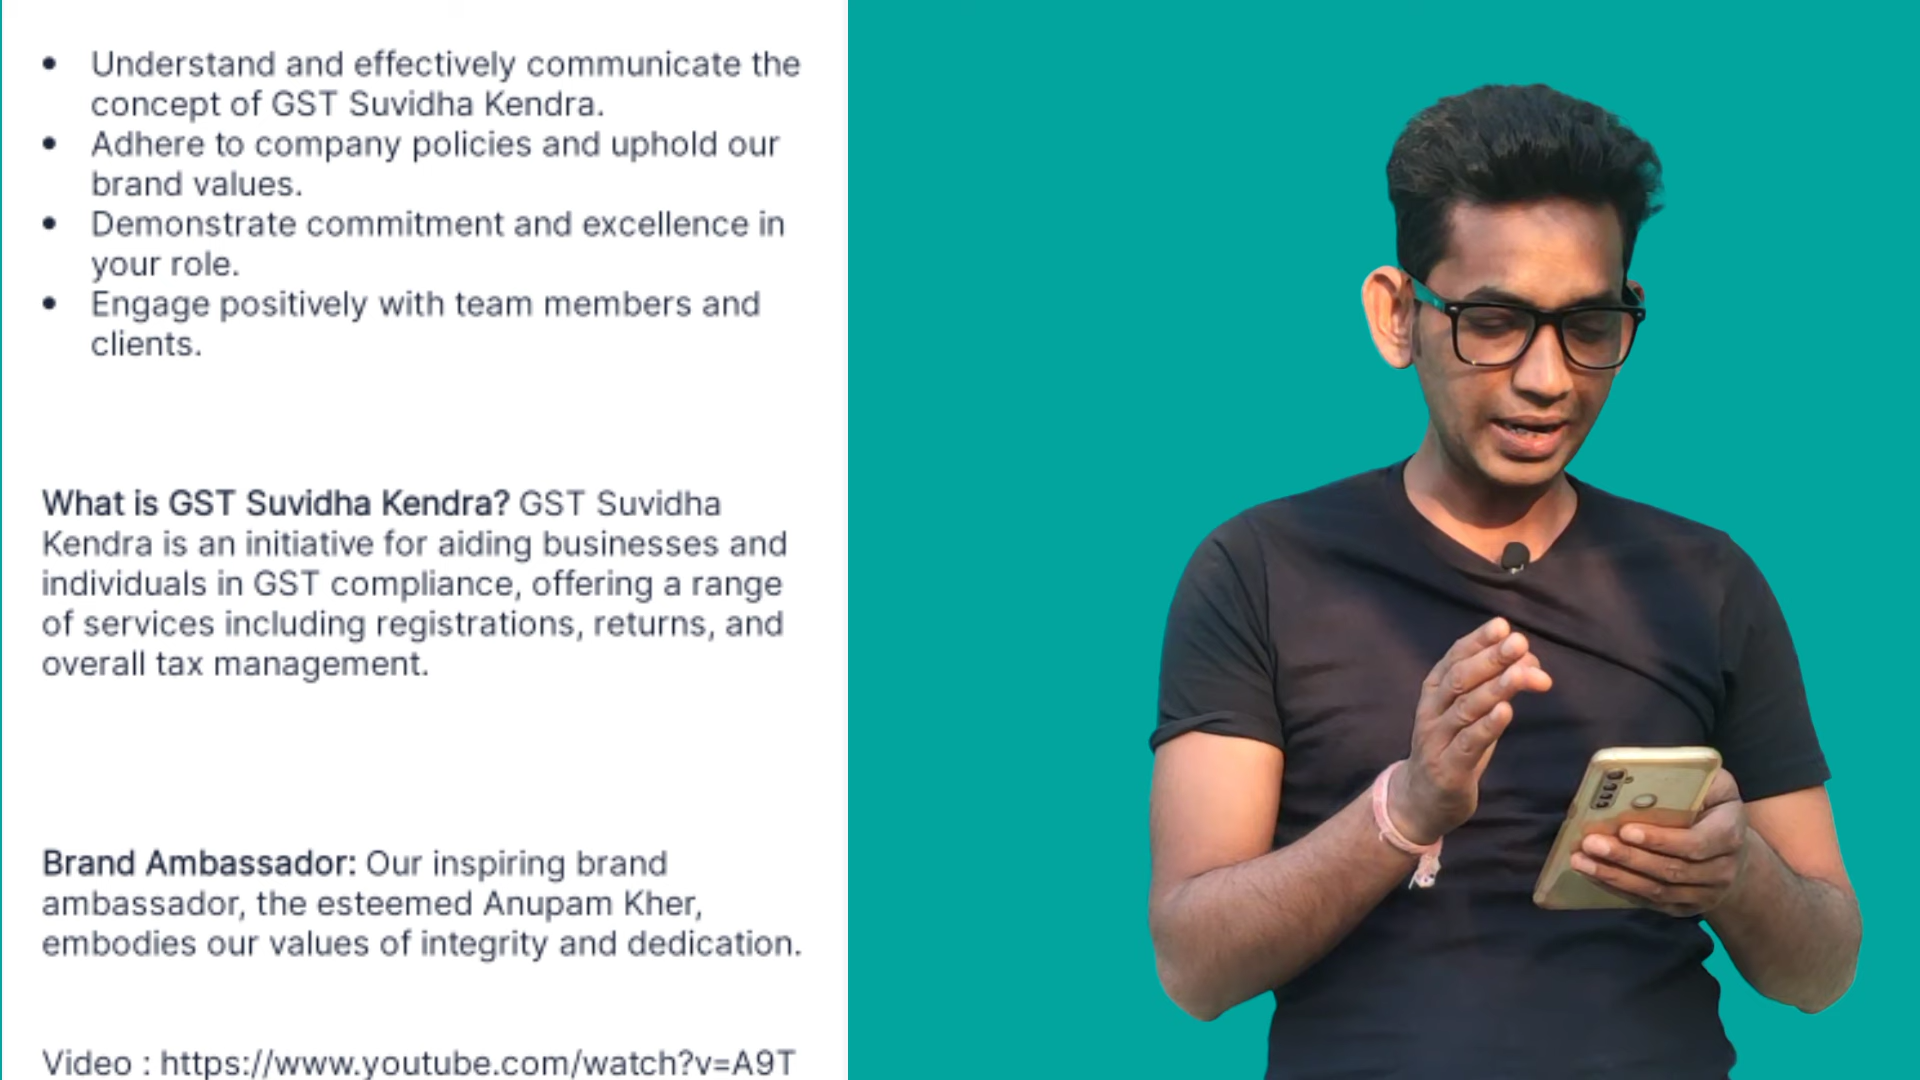 • Understand and effectively communicate the
concept of GST Suvidha Kendra.
• Adhere to company policies and uphold our
brand values.
• Demonstrate commitment and excellence in
your role.
• Engage positively with team members and
clients.
What is GST Suvidha Kendra? GST Suvidha
Kendra is an initiative for aiding businesses and
individuals in GST compliance, offering a range
of services including registrations, returns, and
overall tax management.
Brand Ambassador: Our inspiring brand
ambassador, the esteemed Anupam Kher,
embodies our values of integrity and dedication.
Video : https://www.youtube.com/watch?v=A9T